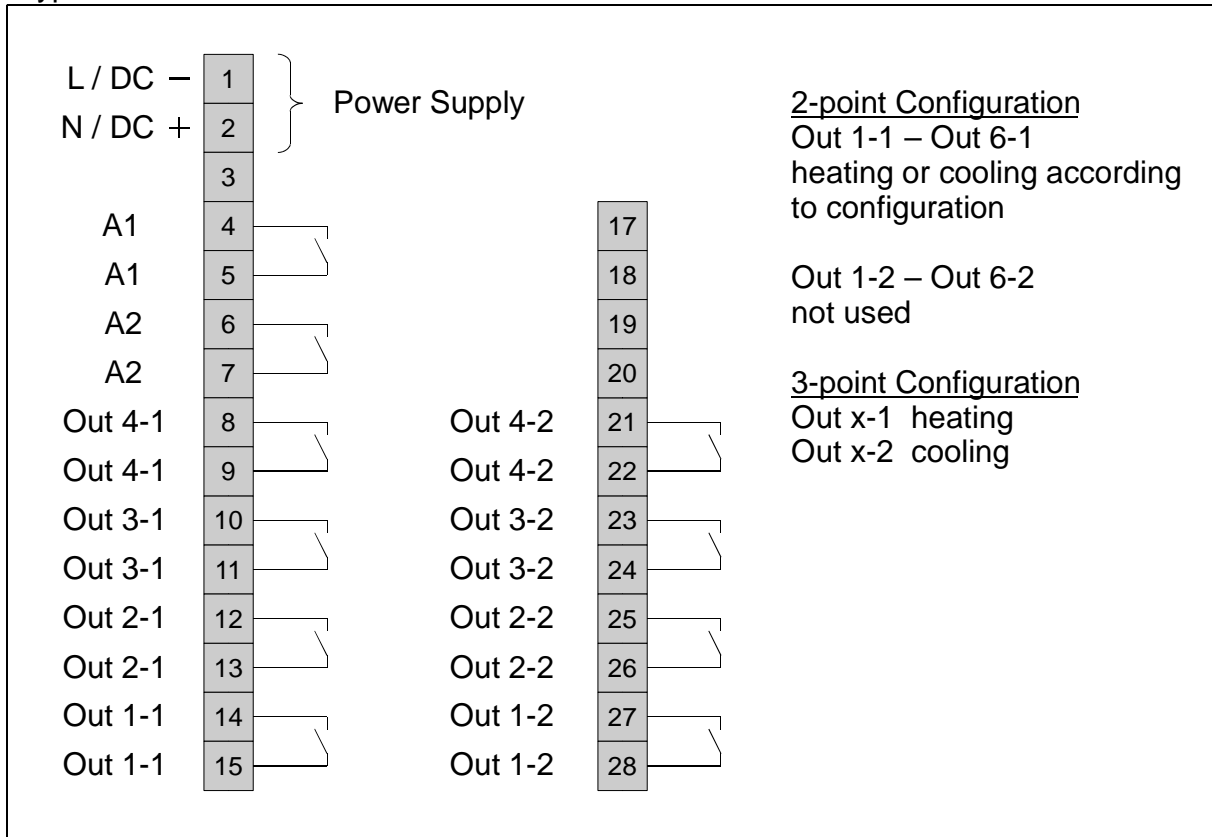 L / DC − 1
N / DC + 2
Power Supply
3
A1 4
A1 5
A2 6
A2 7
Out 4-1 8
Out 4-1 9
Out 3-1 10
Out 3-1 11
Out 2-1 12
Out 2-1 13
Out 1-1 14
Out 1-1 15
17
18
19
20
Out 4-2 21
Out 4-2 22
Out 3-2 23
Out 3-2 24
Out 2-2 25
Out 2-2 26
Out 1-2 27
Out 1-2 28
2-point Configuration
Out 1-1 – Out 6-1
heating or cooling according
to configuration
Out 1-2 – Out 6-2
not used
3-point Configuration
Out x-1 heating
Out x-2 cooling